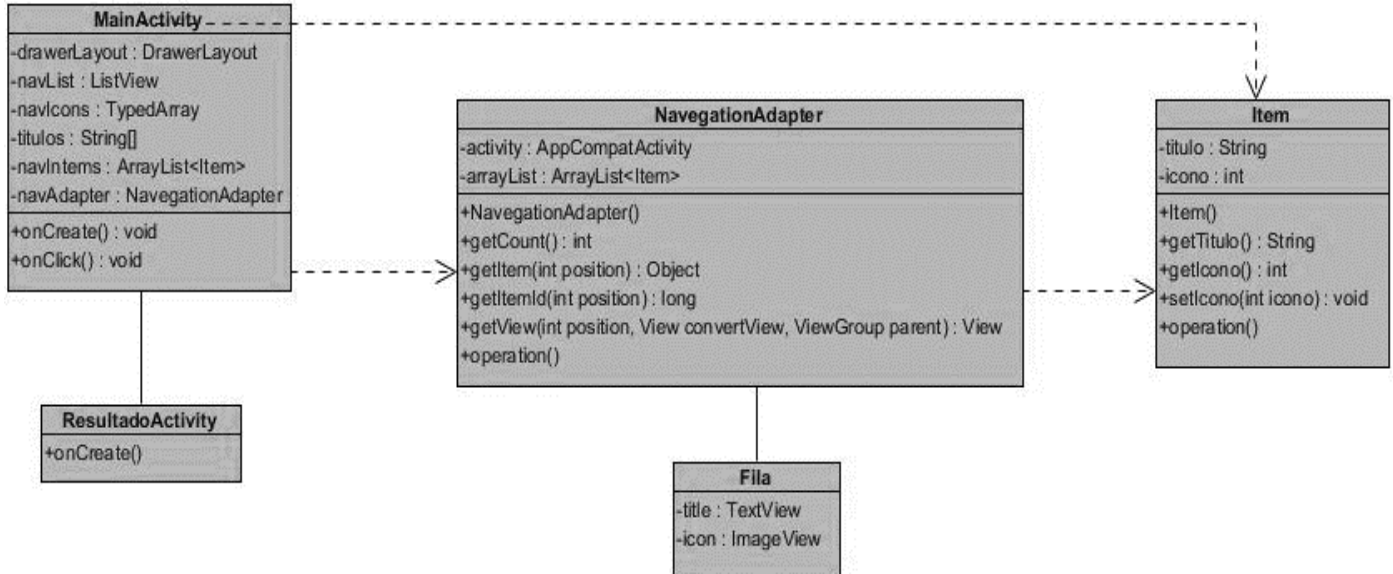 MainActivity
-drawerLayout : DrawerLayout
-navList : ListView
-navIcons : TypedArray
-titulos : String[]
-navIntems : ArrayList<Item>
-navAdapter : NavegationAdapter
+onCreate() : void
+onClick() : void
NavegationAdapter
-activity : AppCompatActivity
-arrayList : ArrayList<Item>
+NavegationAdapter()
+getCount() : int
+getItem(int position) : Object
+getItemId(int position) : long
+getView(int position, View convertView, ViewGroup parent) : View
+operation()
Item
-titulo : String
-icono : int
+Item()
+getTitulo() : String
+getIcono() : int
+setIcono(int icono) : void
+operation()
ResultadoActivity
+onCreate()
Fila
-title : TextView
-icon : ImageView